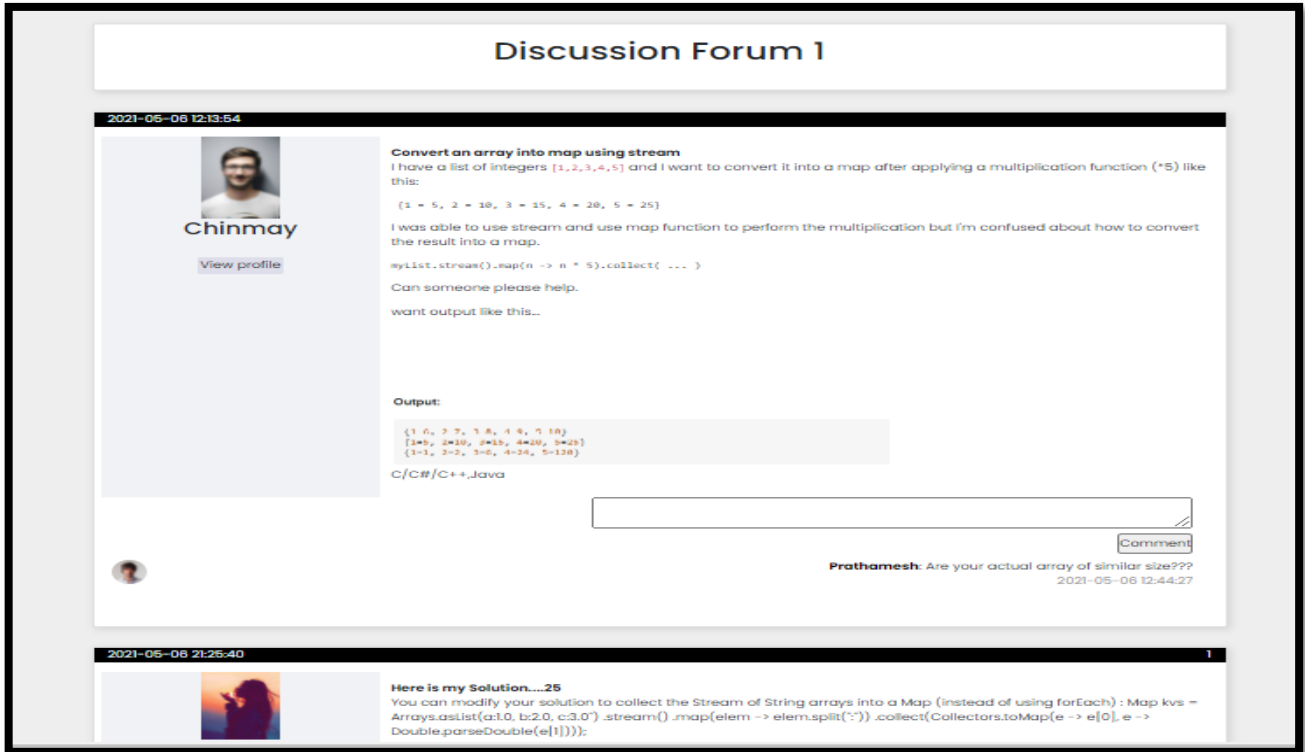 Discussion Forum 1
2021-05-06 12:13:54
Chinmay
View profile
Convert an array into map using stream
I have a list of integers [1,2,3,4,5] and I want to convert it into a map after applying a multiplication function (*5) like
this:
{1 = 5, 2 = 10, 3 = 15, 4 = 20, 5 = 25}
I was able to use stream and use map function to perform the multiplication but I'm confused about how to convert
the result into a map.
myList.stream().map(n -> n * 5).collect( ... )
Can someone please help.
want output like this...
Output:
{1=5, 2=10, 3=15, 4=20, 5=25}
C/C#/C++,Java
Comment
Prathamesh: Are your actual array of similar size???
2021-05-06 12:44:27
2021-05-06 21:25:40 1
Here is my Solution....25
You can modify your solution to collect the Stream of String arrays into a Map (instead of using forEach) : Map kvs =
Arrays.asList(a:1.0, b:2.0, c:3.0") .stream() .map(elem -> elem.split(":")) .collect(Collectors.toMap(e -> e[0], e ->
Double.parseDouble(e[1])));